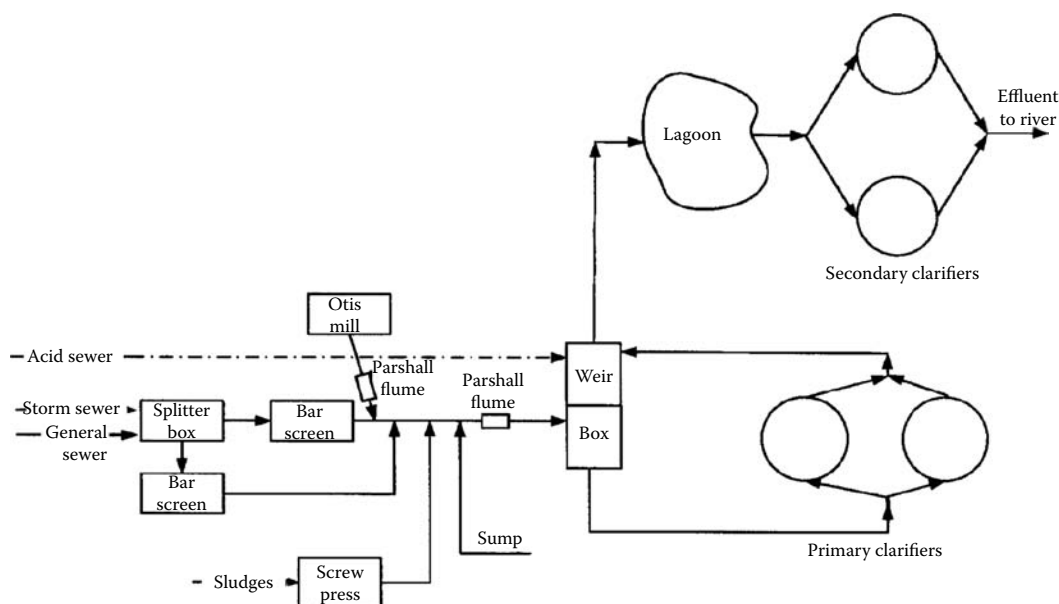 Lagoon
Effluent
to river
Secondary clarifiers
Otis
mill
Acid sewer
Parshall
flume
Parshall
flume
Weir
Storm sewer
General
sewer
Splitter
box
Bar
screen
Box
Bar
screen
Sump
Primary clarifiers
Sludges
Screw
press